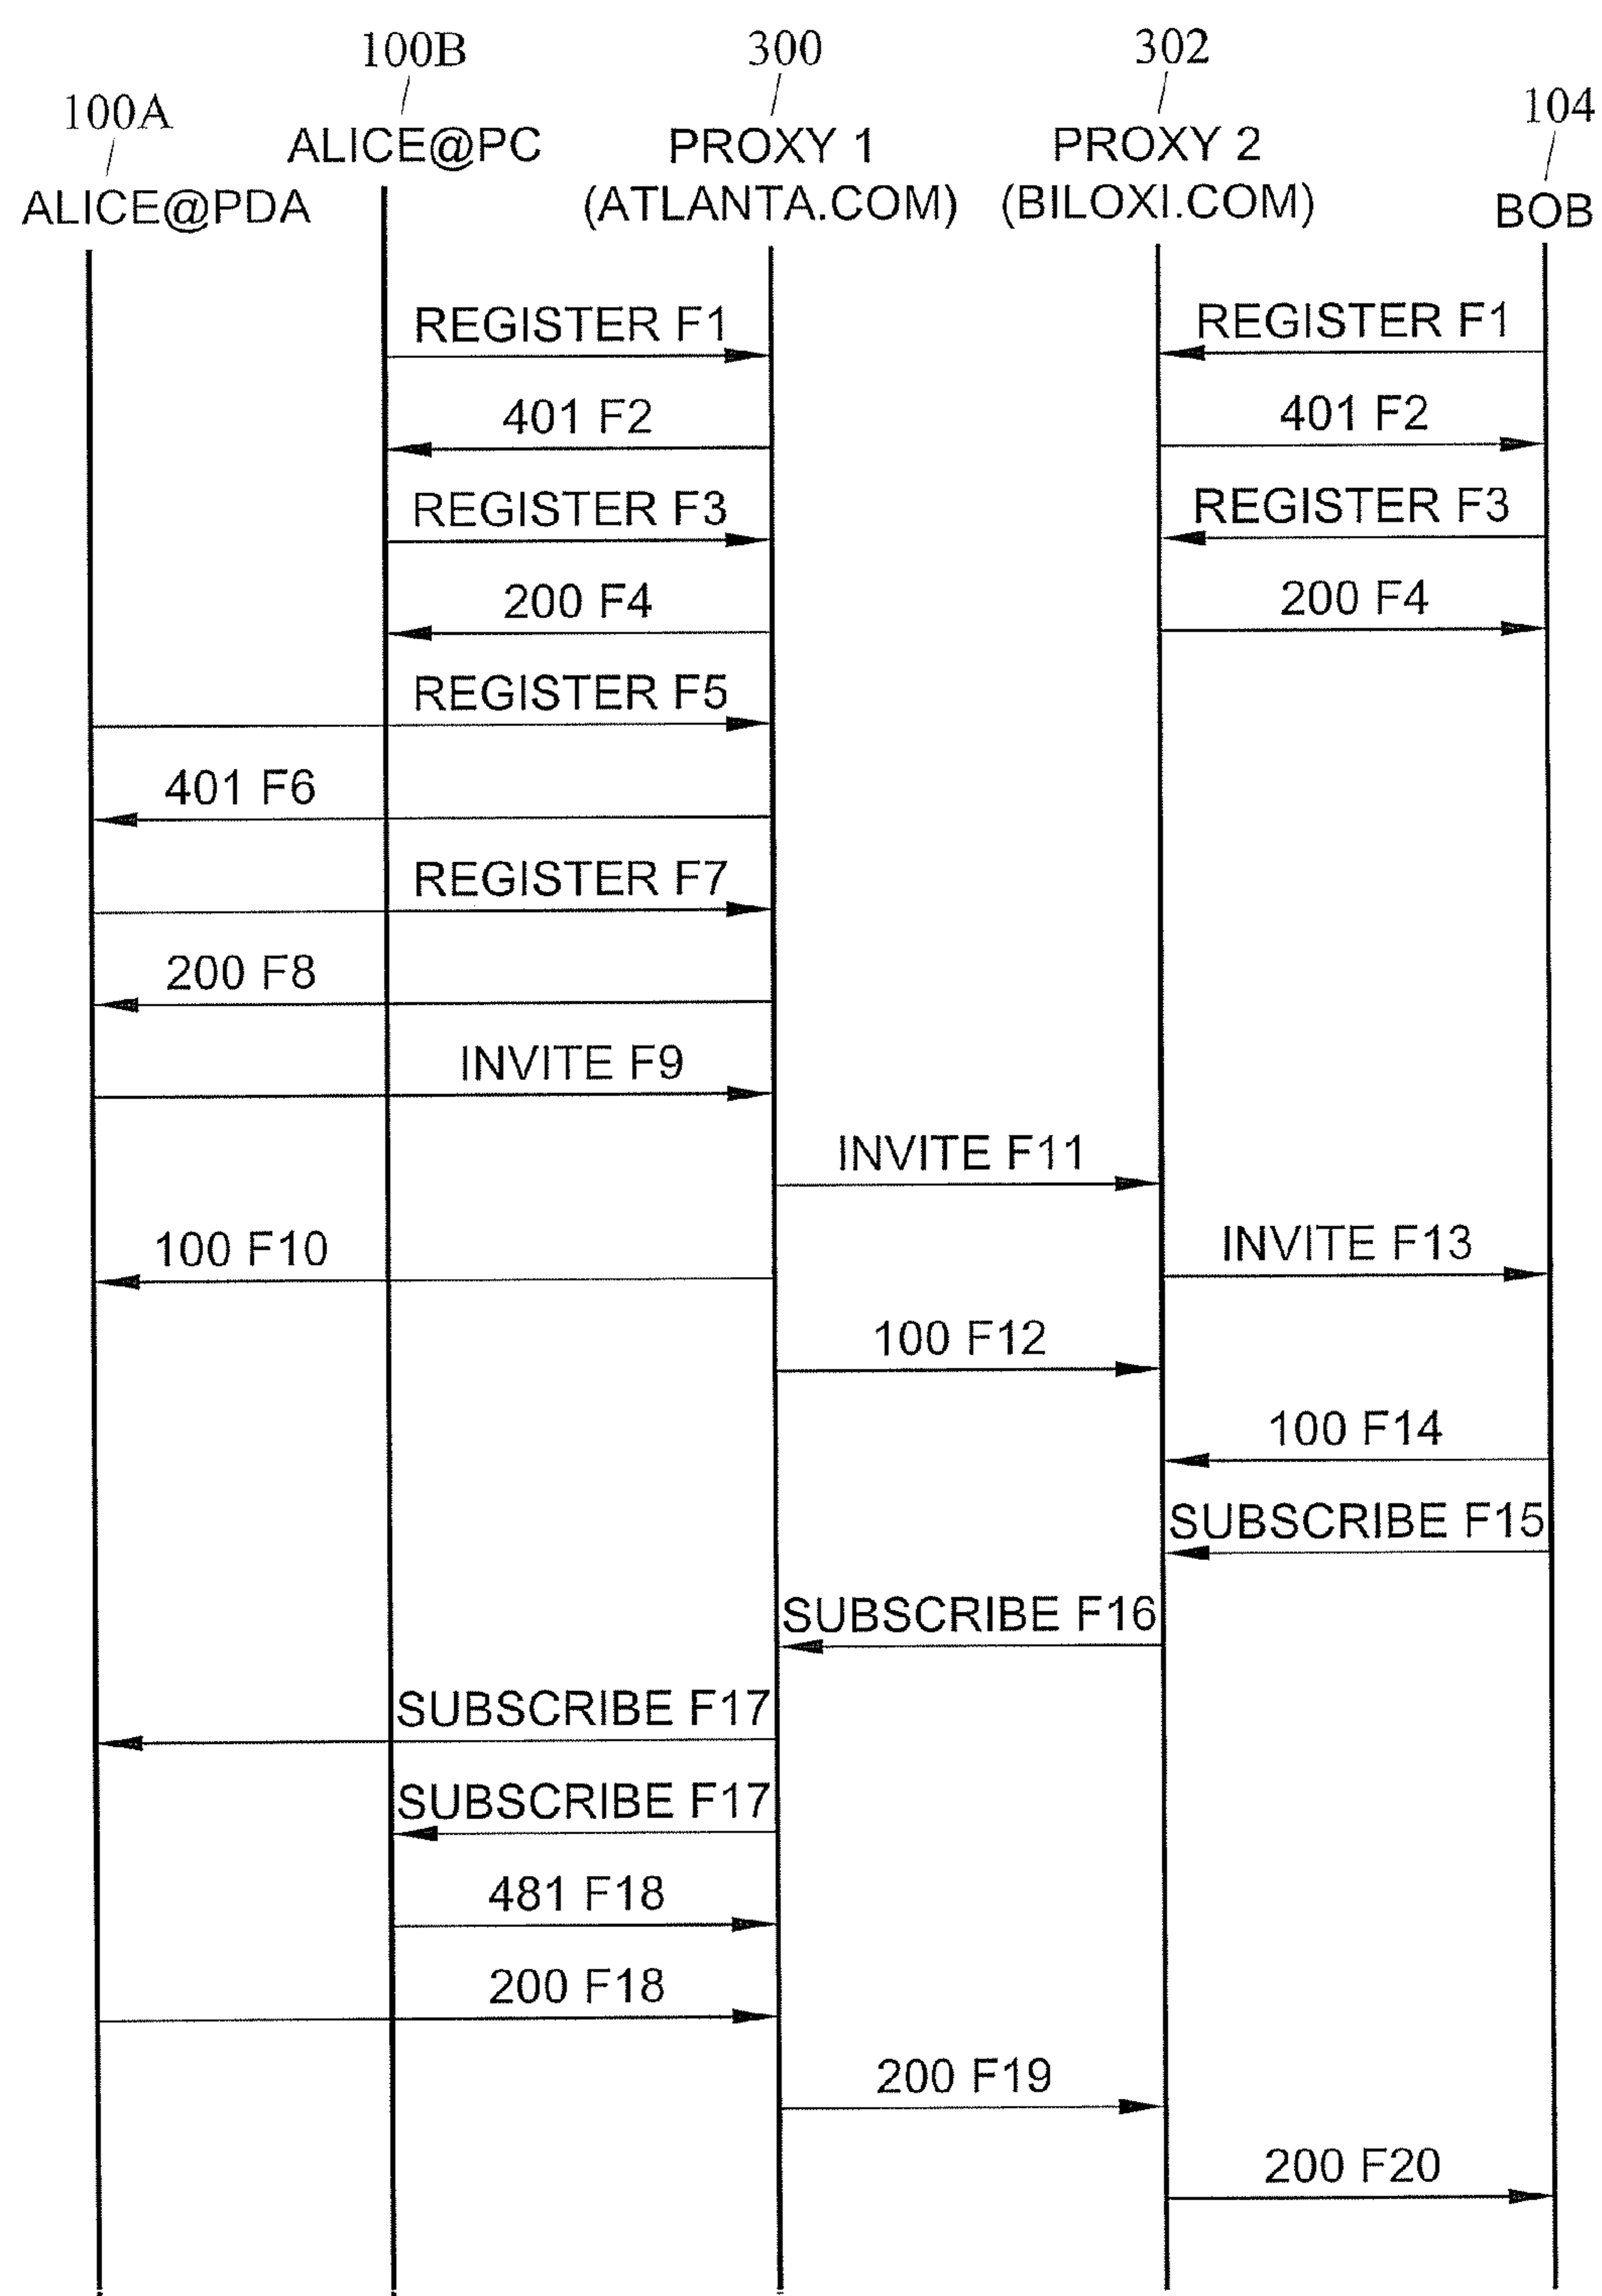 100A
100B
300
302
104
ALICE@PDA
ALICE@PC
PROXY 1
(ATLANTA.COM)
PROXY 2
(BILOXI.COM)
BOB
REGISTER F1
REGISTER F1
401 F2
401 F2
REGISTER F3
REGISTER F3
200 F4
200 F4
REGISTER F5
401 F6
REGISTER F7
200 F8
INVITE F9
INVITE F11
100 F10
INVITE F13
100 F12
100 F14
SUBSCRIBE F15
SUBSCRIBE F16
SUBSCRIBE F17
SUBSCRIBE F17
481 F18
200 F18
200 F19
200 F20